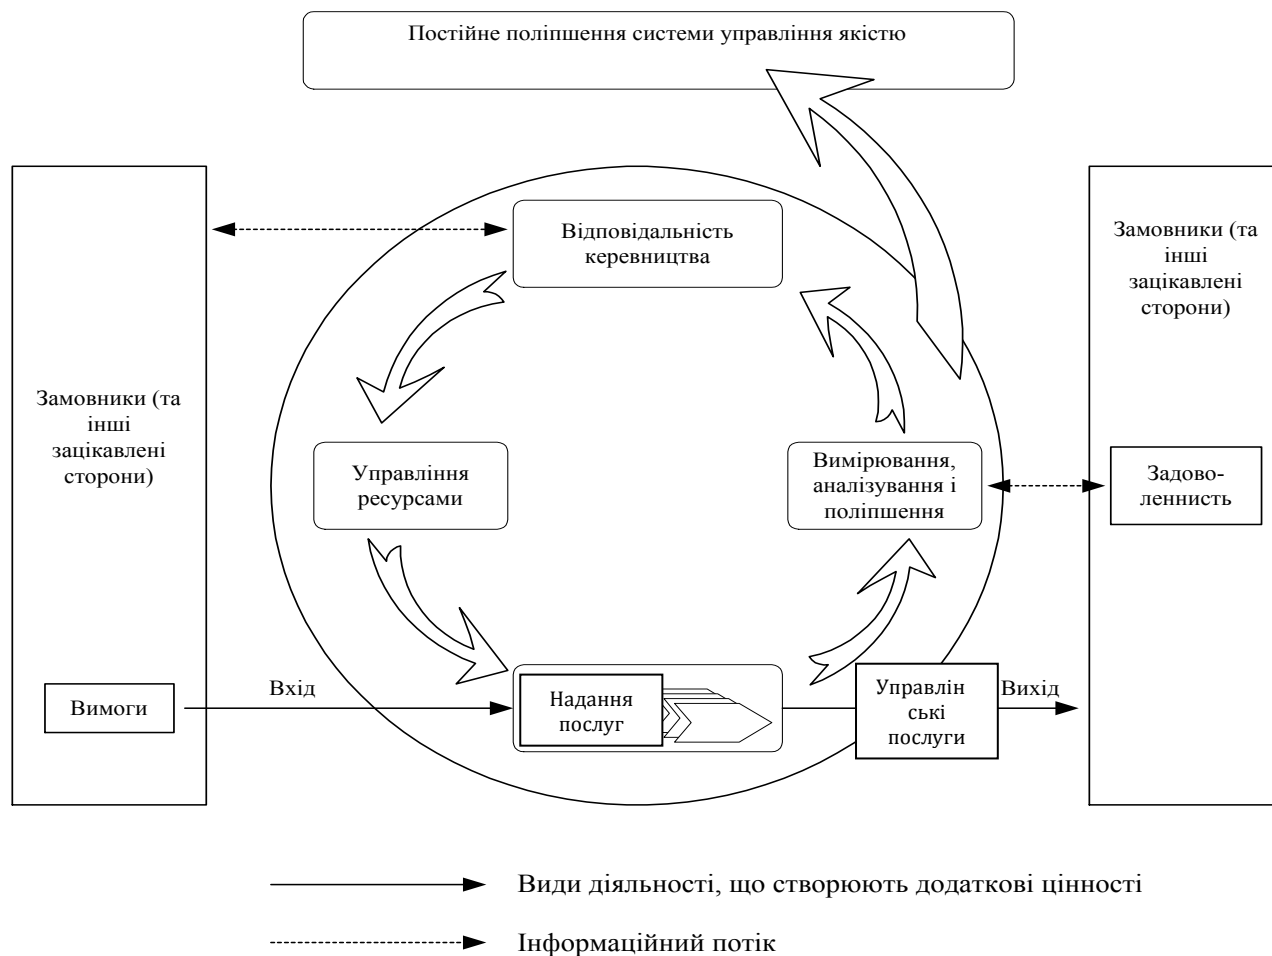 Постійне поліпшення системи управління якістю
Відповідальність
керевництва
Замовники (та
інші
зацікавлені
сторони)
Замовники (та
інші
зацікавлені
сторони)
Управління
ресурсами
Вимірювання,
аналізування і
поліпшення
Задово-
леннисть
Вимоги
Вхід
Надання
послуг
Управлін
ські
послуги
Вихід
Види діяльності, що створюють додаткові цінності
Інформаційний потік